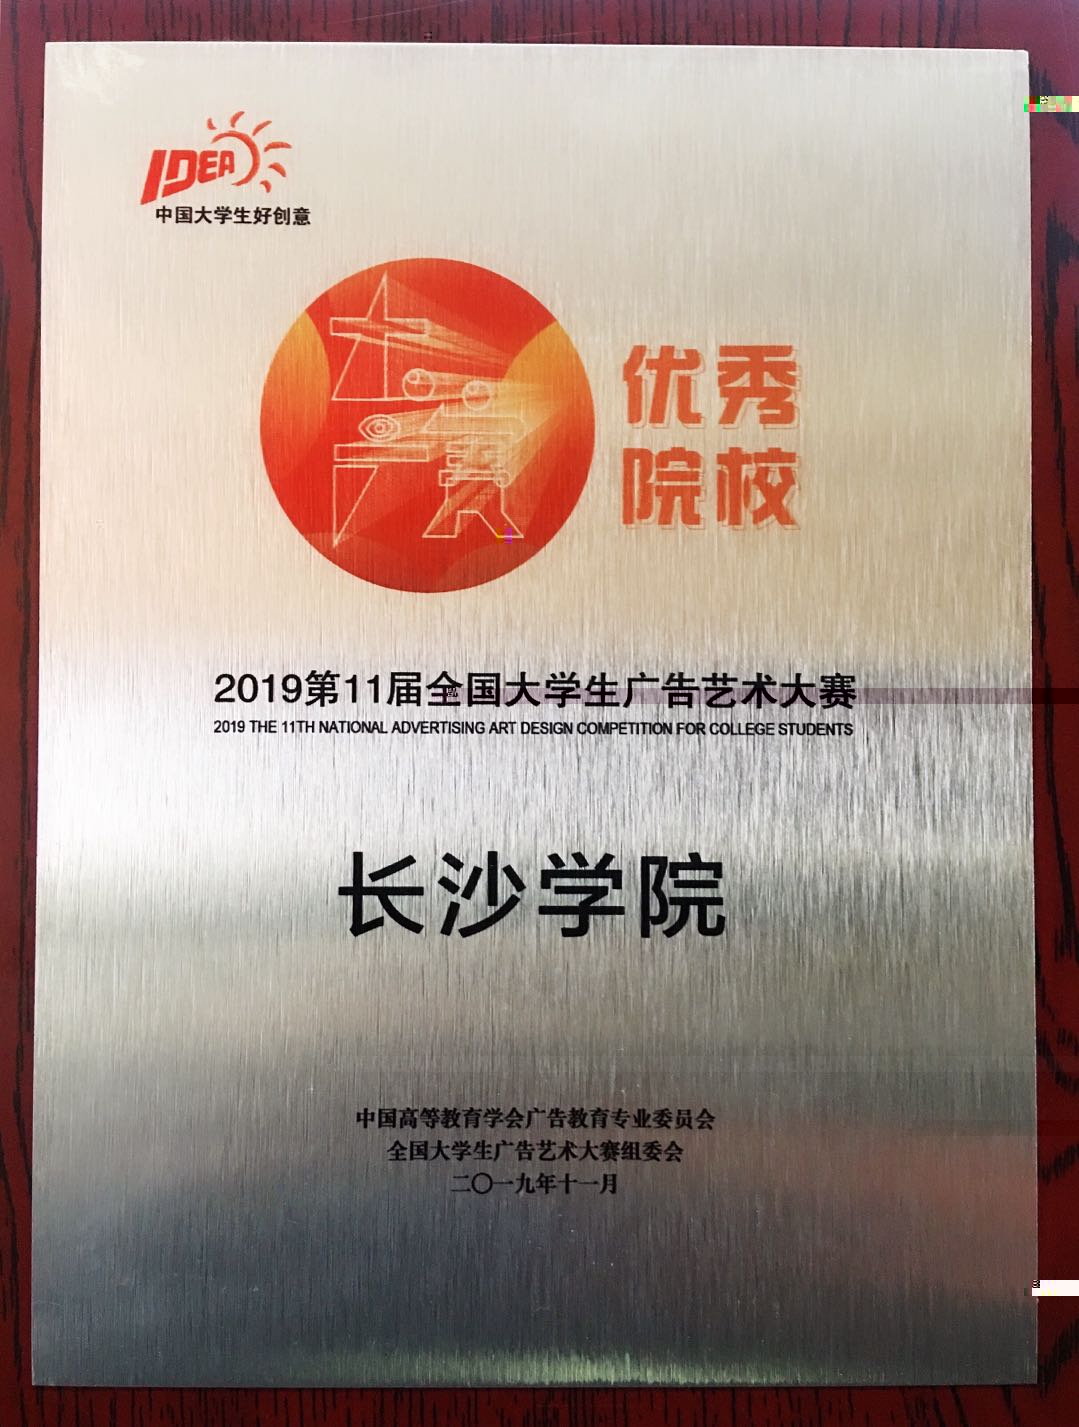 IDEA
中国大学生好创意
大广赛
优秀
院校
2019第11届全国大学生广告艺术大赛
2019 THE 11TH NATIONAL ADVERTISING ART DESIGN COMPETITION FOR COLLEGE STUDENTS
长沙学院
中国高等教育学会广告教育专业委员会
全国大学生广告艺术大赛组委会
二〇一九年十一月